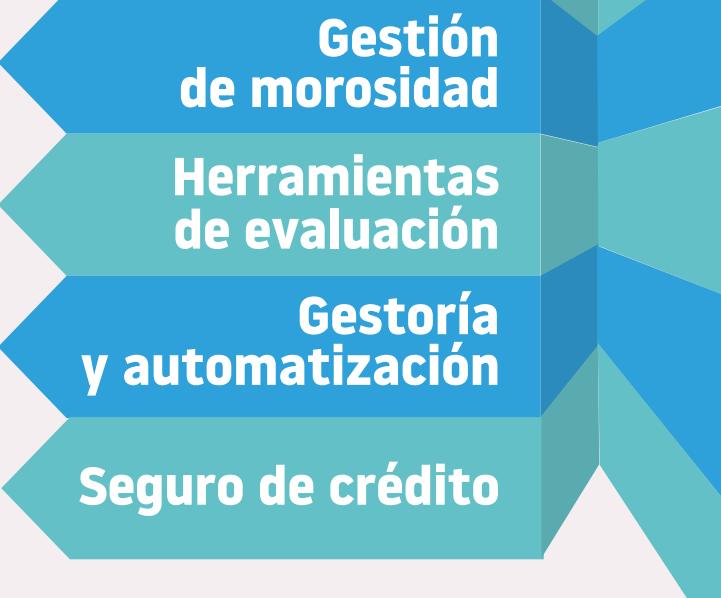 Gestión
de morosidad
Herramientas
de evaluación
Gestoría
y automatización
Seguro de crédito